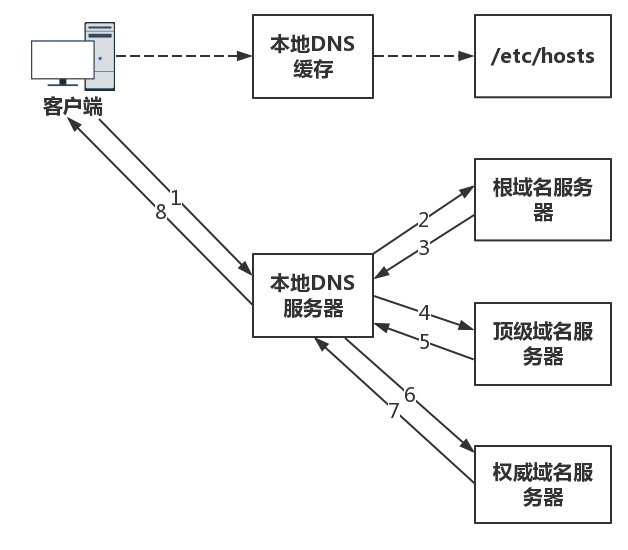 本地DNS
缓存
/etc/hosts
客户端
根域名服务
器
1
8
2
3
本地DNS
服务器
4
5
顶级域名服
务器
6
7
权威域名服
务器